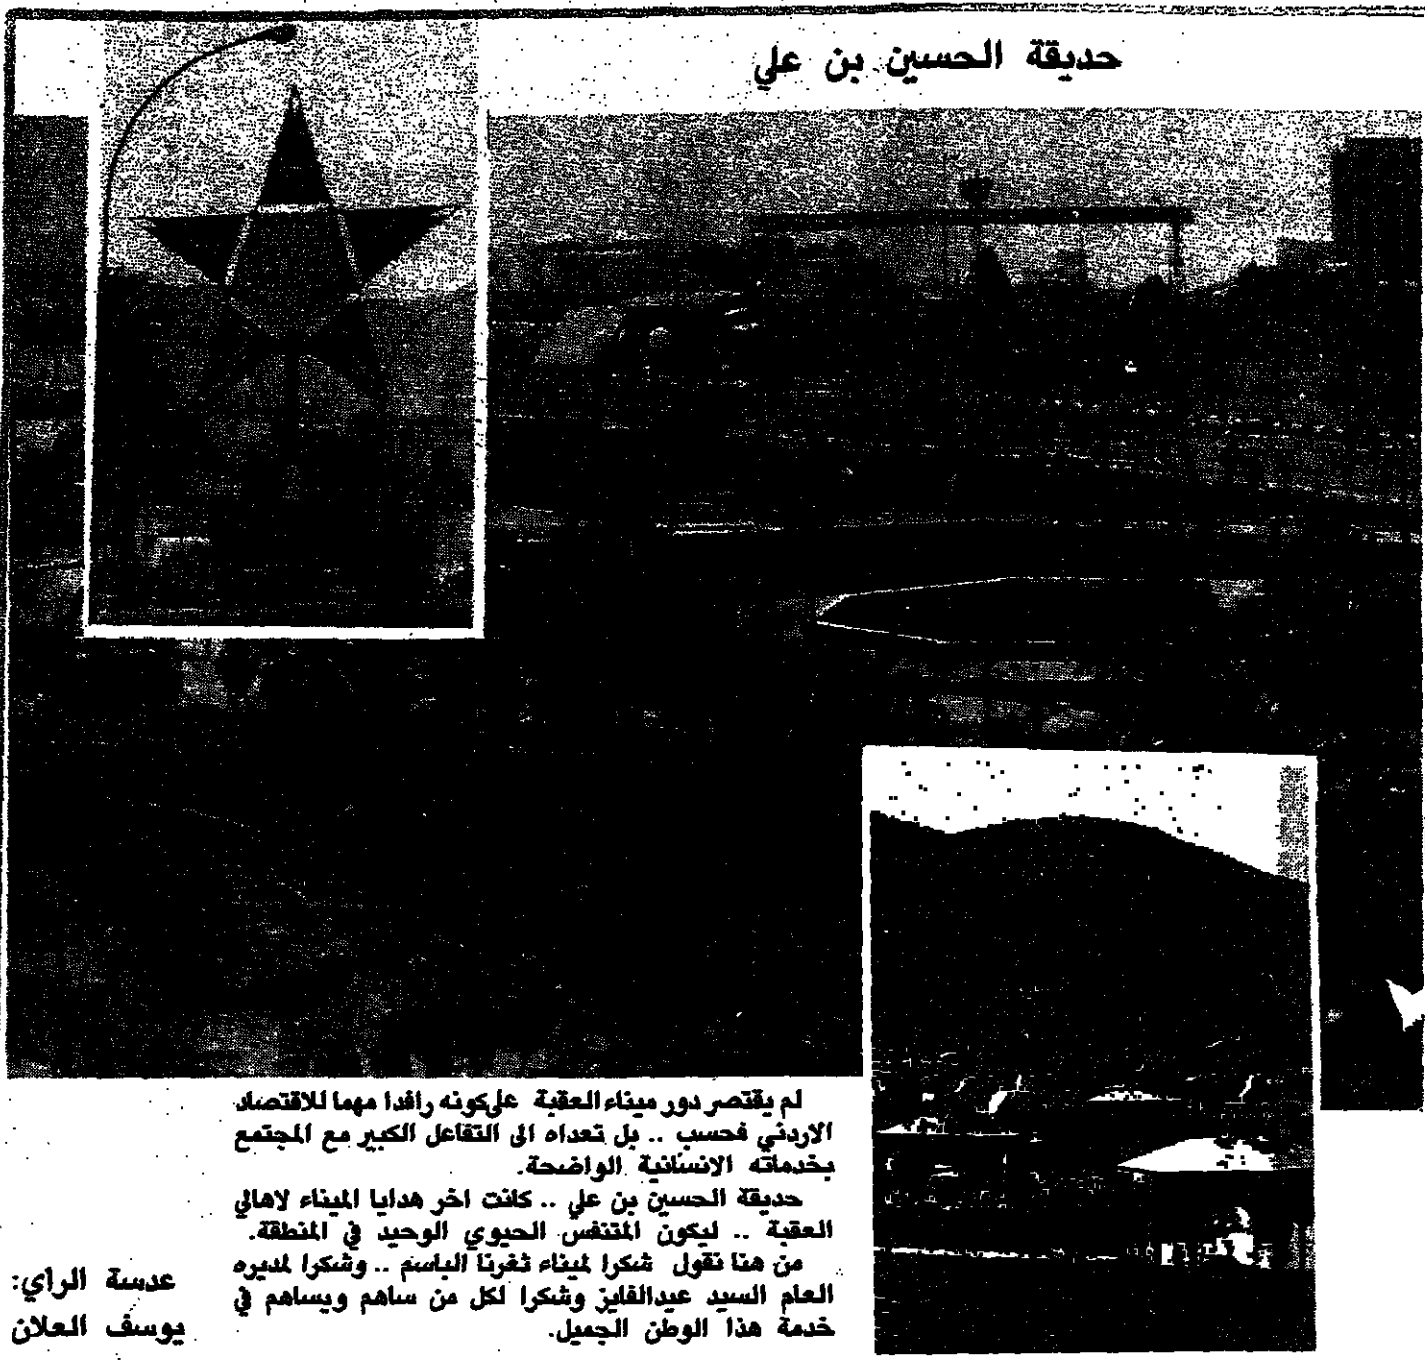 حديقة الحسين بن علي
لم يقتصر دور ميناء العقبة على كونه رافدا مهما للاقتصاد
الاردني فحسب .. بل تعداه الى التفاعل الكبير مع المجتمع
بخدماته الانسانية الواضحة.
حديقة الحسين بن علي .. كانت اخر هدايا الميناء لاهالي
العقبة .. ليكون المتنفس الحيوي الوحيد في المنطقة.
من هنا نقول شكرا لميناء ثغرنا الباسم .. وشكرا لمديره
العام السيد عيد الفايز وشكرا لكل من ساهم ويساهم في
خدمة هذا الوطن الجميل.
عدسة الراي:
يوسف العلان